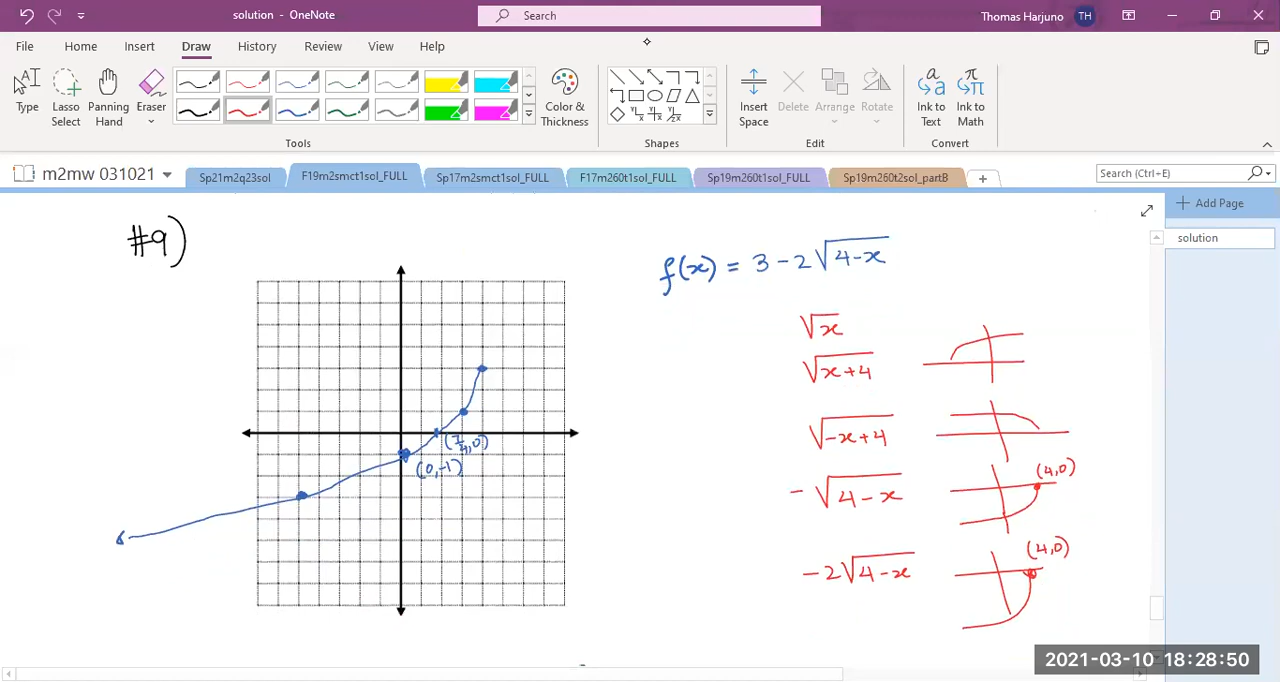 solution - OneNote
Search
Thomas Harjuno TH
File Home Insert Draw History Review View Help
Type
Lasso Select
Panning Hand
Eraser
Color & Thickness
Insert Space
Delete
Arrange
Rotate
Ink to Text
Ink to Math
Tools
Shapes
Edit
Convert
m2mw 031021
Sp21m2q23sol
F19m2smct1sol_FULL
Sp17m2smct1sol_FULL
F17m260t1sol_FULL
Sp19m260t1sol_FULL
Sp19m260t2sol_partB
Search (Ctrl+E)
Add Page
solution
#9)
f(x) = 3 - 2√(4-x)
√x
√(x+4)
√(-x+4)
(7/4, 0)
(0, -1)
-√(4-x)
(4,0)
-2√(4-x)
(4,0)
2021-03-10 18:28:50